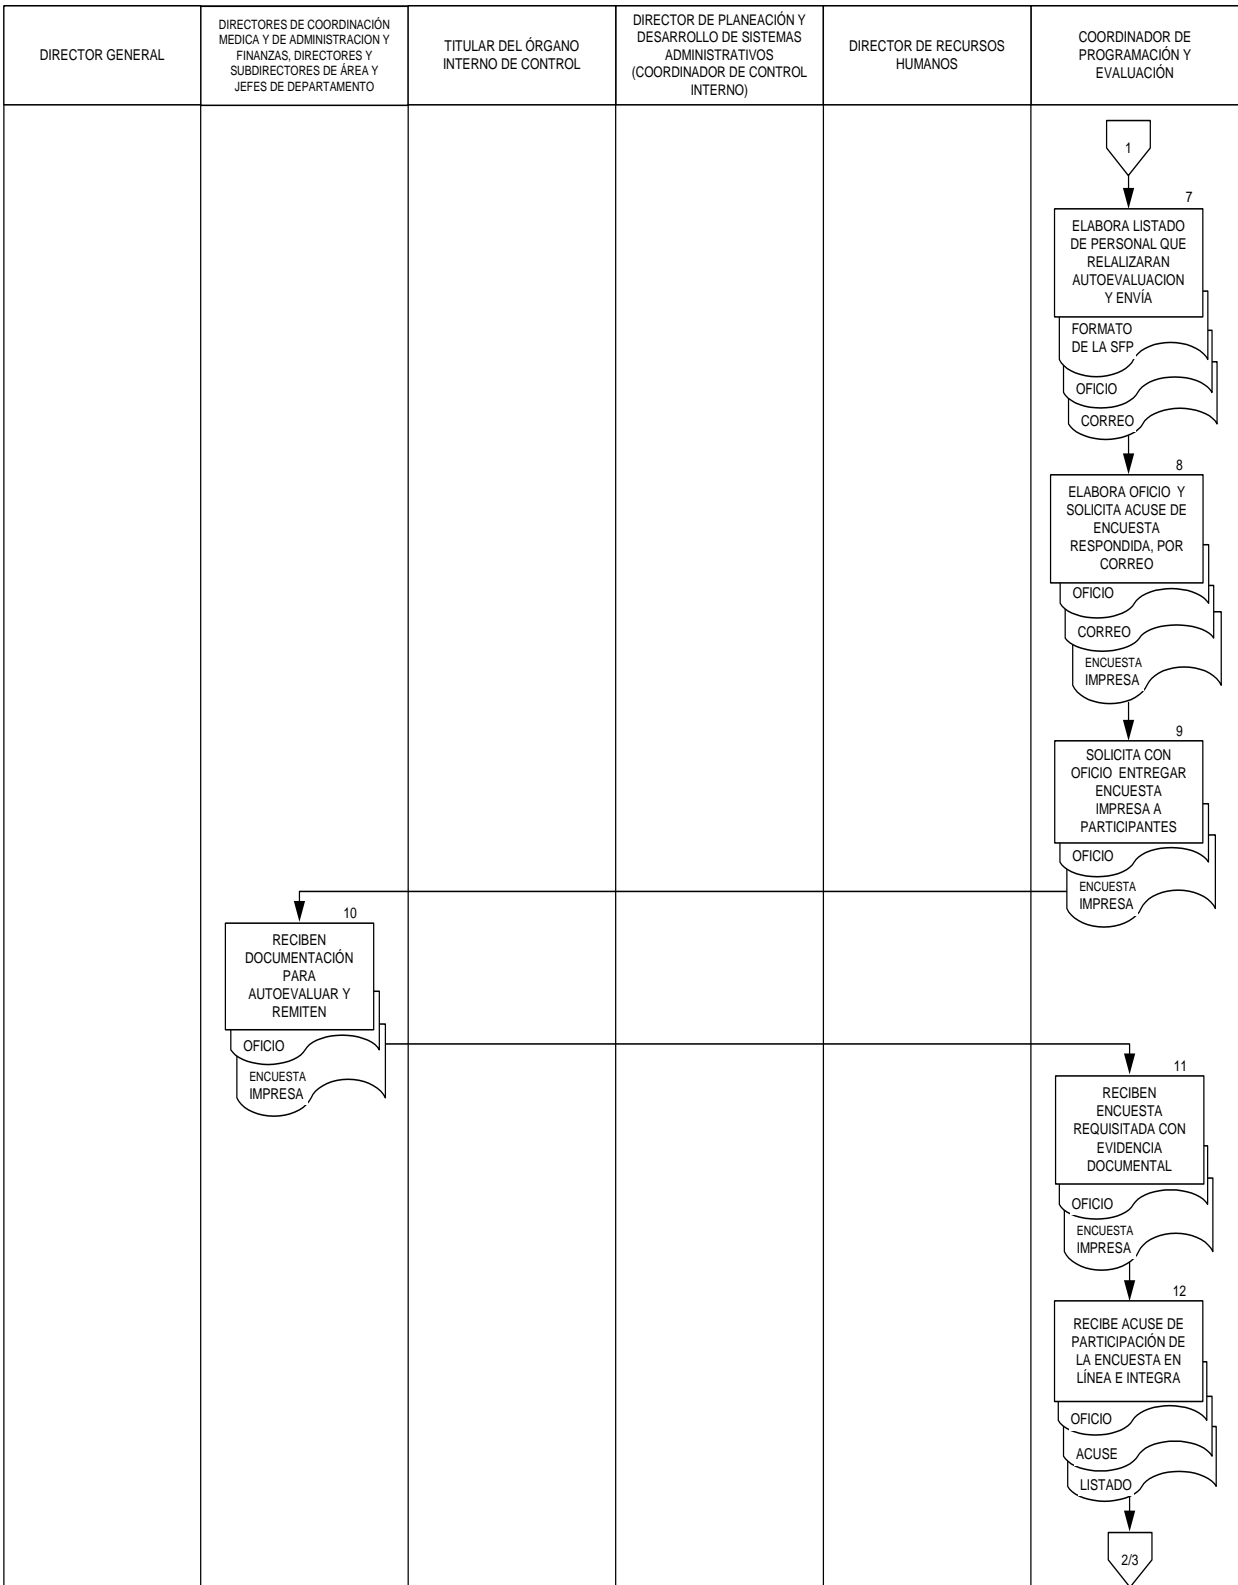 DIRECTOR GENERAL
DIRECTORES DE COORDINACIÓN
MEDICA Y DE ADMINISTRACION Y
FINANZAS, DIRECTORES Y
SUBDIRECTORES DE ÁREA Y
JEFES DE DEPARTAMENTO
TITULAR DEL ÓRGANO
INTERNO DE CONTROL
DIRECTOR DE PLANEACIÓN Y
DESARROLLO DE SISTEMAS
ADMINISTRATIVOS
(COORDINADOR DE CONTROL
INTERNO)
DIRECTOR DE RECURSOS
HUMANOS
COORDINADOR DE
PROGRAMACIÓN Y
EVALUACIÓN
1
7
ELABORA LISTADO
DE PERSONAL QUE
RELALIZARAN
AUTOEVALUACION
Y ENVÍA
FORMATO
DE LA SFP
OFICIO
CORREO
8
ELABORA OFICIO Y
SOLICITA ACUSE DE
ENCUESTA
RESPONDIDA, POR
CORREO
OFICIO
CORREO
ENCUESTA
IMPRESA
9
SOLICITA CON
OFICIO ENTREGAR
ENCUESTA
IMPRESA A
PARTICIPANTES
OFICIO
ENCUESTA
IMPRESA
10
RECIBEN
DOCUMENTACIÓN
PARA
AUTOEVALUAR Y
REMITEN
OFICIO
ENCUESTA
IMPRESA
11
RECIBEN
ENCUESTA
REQUISITADA CON
EVIDENCIA
DOCUMENTAL
OFICIO
ENCUESTA
IMPRESA
12
RECIBE ACUSE DE
PARTICIPACIÓN DE
LA ENCUESTA EN
LÍNEA E INTEGRA
OFICIO
ACUSE
LISTADO
2/3